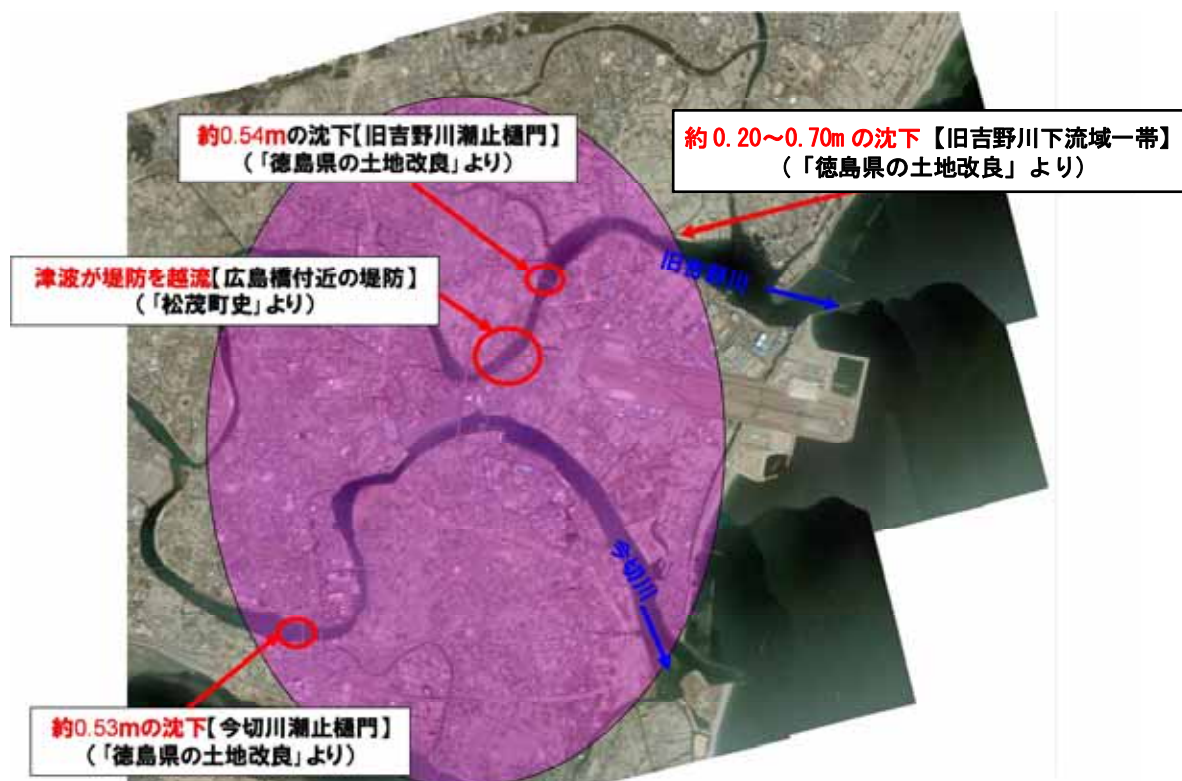 約0.54mの沈下【旧吉野川潮止樋門】
(「徳島県の土地改良」より)
約0.20～0.70mの沈下【旧吉野川下流域一帯】
(「徳島県の土地改良」より)
旧吉野川
津波が堤防を越流【広島橋付近の堤防】
(「松茂町史」より)
今切川
約0.53mの沈下【今切川潮止樋門】
(「徳島県の土地改良」より)